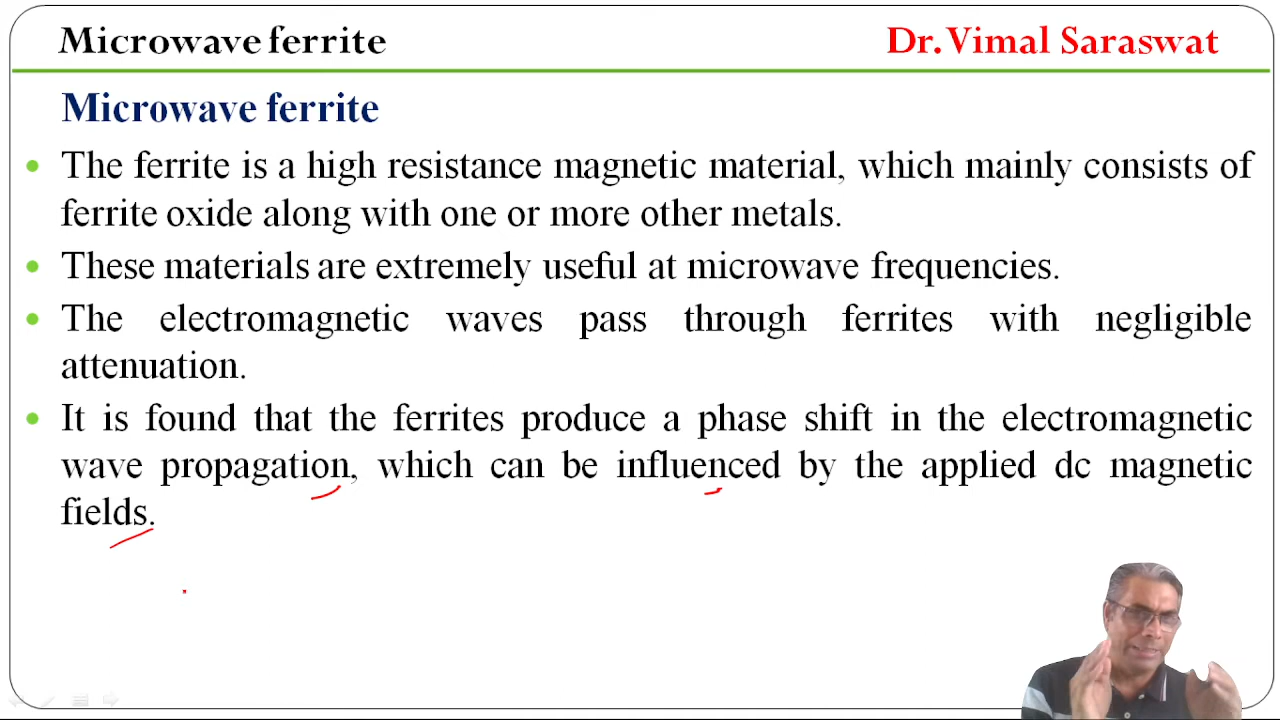 Microwave ferrite Dr. Vimal Saraswat
Microwave ferrite
• The ferrite is a high resistance magnetic material, which mainly consists of
ferrite oxide along with one or more other metals.
• These materials are extremely useful at microwave frequencies.
• The electromagnetic waves pass through ferrites with negligible
attenuation.
• It is found that the ferrites produce a phase shift in the electromagnetic
wave propagation, which can be influenced by the applied dc magnetic
fields.